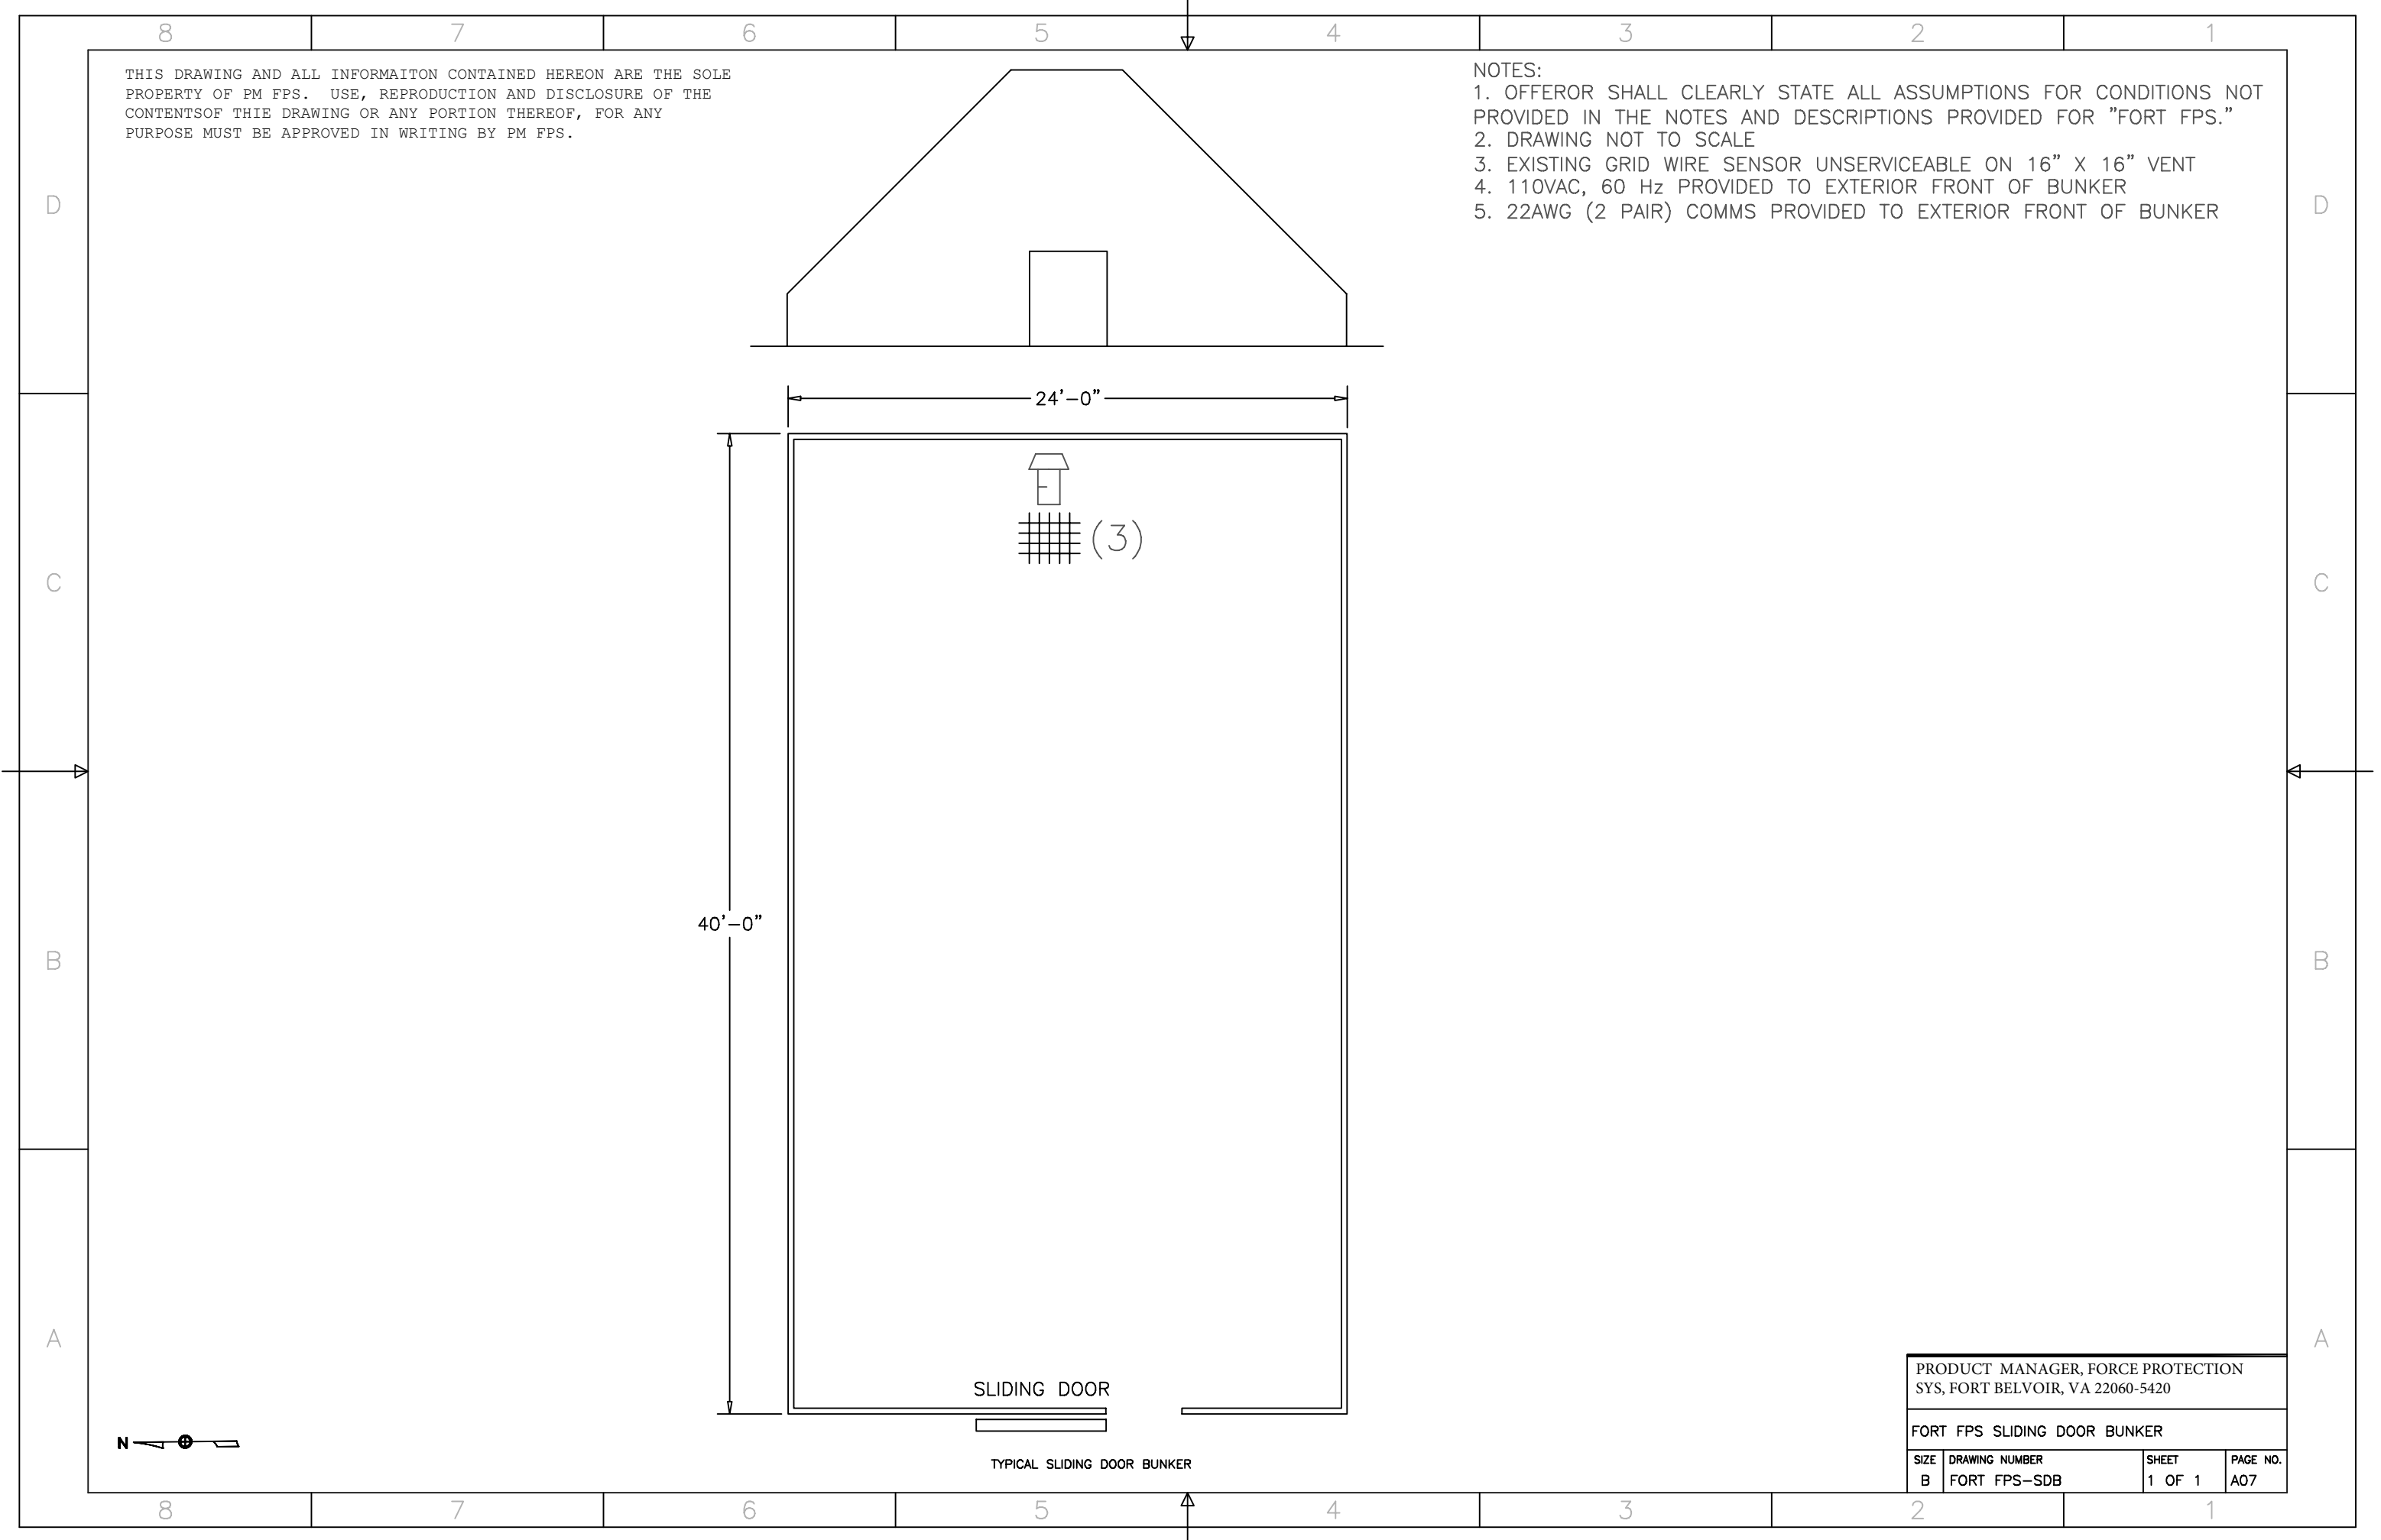 8 7 6 5 4 3 2 1
THIS DRAWING AND ALL INFORMAITON CONTAINED HEREON ARE THE SOLE
PROPERTY OF PM FPS.  USE, REPRODUCTION AND DISCLOSURE OF THE
CONTENTSOF THIE DRAWING OR ANY PORTION THEREOF, FOR ANY
PURPOSE MUST BE APPROVED IN WRITING BY PM FPS.
NOTES:
1. OFFEROR SHALL CLEARLY STATE ALL ASSUMPTIONS FOR CONDITIONS NOT
PROVIDED IN THE NOTES AND DESCRIPTIONS PROVIDED FOR "FORT FPS."
2. DRAWING NOT TO SCALE
3. EXISTING GRID WIRE SENSOR UNSERVICEABLE ON 16" X 16" VENT
4. 110VAC, 60 Hz PROVIDED TO EXTERIOR FRONT OF BUNKER
5. 22AWG (2 PAIR) COMMS PROVIDED TO EXTERIOR FRONT OF BUNKER
D D
24'-0"
(3)
C C
40'-0"
B B
A A
SLIDING DOOR
N
TYPICAL SLIDING DOOR BUNKER
PRODUCT  MANAGER, FORCE PROTECTION
SYS, FORT BELVOIR, VA 22060-5420
FORT FPS SLIDING DOOR BUNKER
SIZE DRAWING NUMBER SHEET PAGE NO.
B FORT FPS-SDB 1 OF 1 A07
8 7 6 5 4 3 2 1